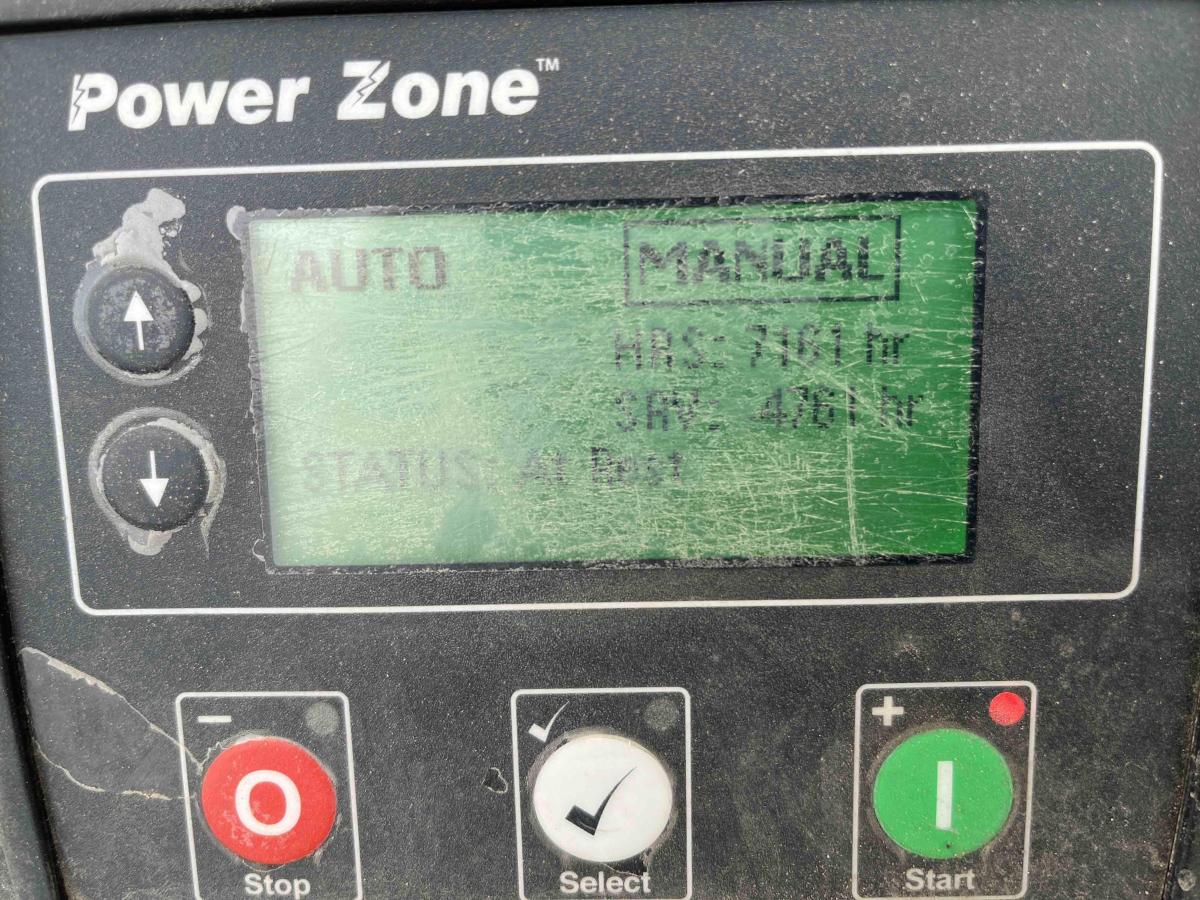 Power Zone™
AUTO MANUAL
HRS: 7161 hr
SRV: 4761 hr
STATUS: At Rest
Stop
Select
Start